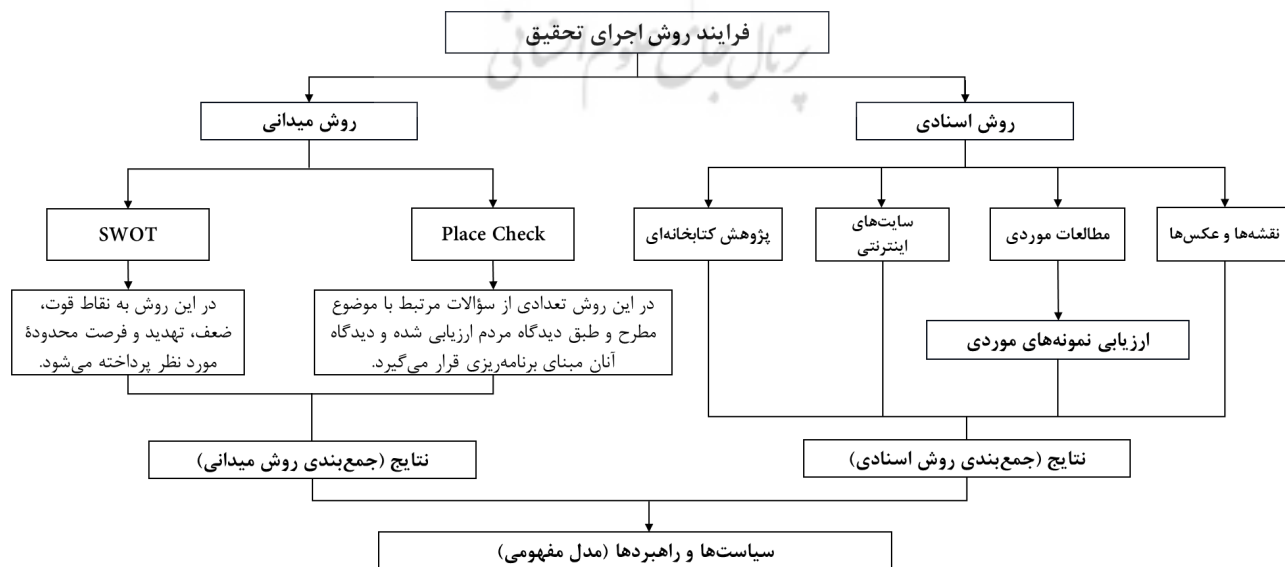 فرایند روش اجرای تحقیق
پرتال جامع علوم انسانی
روش اسنادی
روش میدانی
نقشه‌ها و عکس‌ها
مطالعات موردی
سایت‌های
اینترنتی
پژوهش کتابخانه‌ای
Place Check
SWOT
ارزیابی نمونه‌های موردی
در این روش تعدادی از سؤالات مرتبط با موضوع
مطرح و طبق دیدگاه مردم ارزیابی شده و دیدگاه
آنان مبنای برنامه‌ریزی قرار می‌گیرد.
در این روش به نقاط قوت،
ضعف، تهدید و فرصت محدودۀ
مورد نظر پرداخته می‌شود.
نتایج (جمع‌بندی روش اسنادی)
نتایج (جمع‌بندی روش میدانی)
سیاست‌ها و راهبردها (مدل مفهومی)